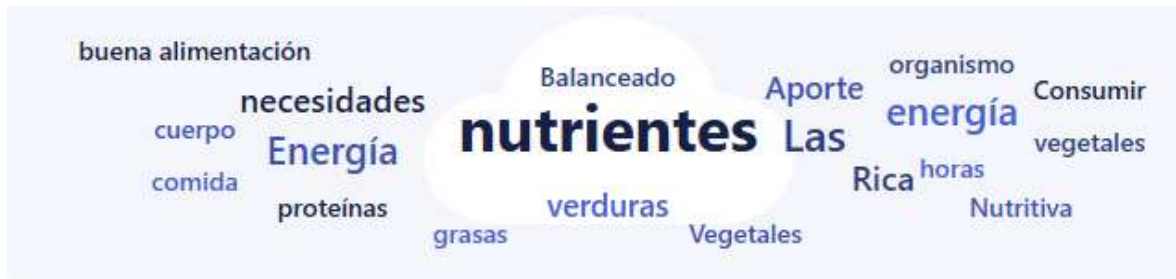 buena alimentación
organismo
Balanceado
Aporte
Consumir
necesidades
energía
cuerpo
nutrientes
Las
vegetales
Energía
horas
comida
Rica
proteínas
verduras
Nutritiva
grasas
Vegetales